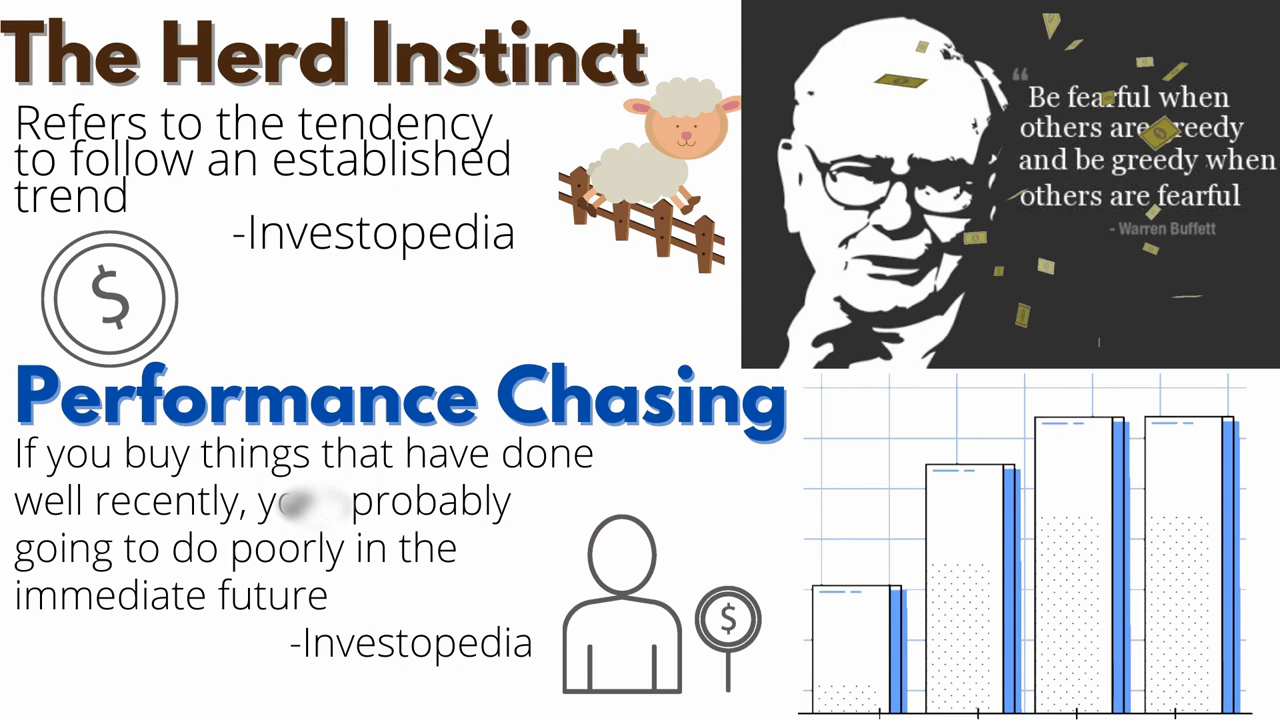 The Herd Instinct
Refers to the tendency
to follow an established
trend
-Investopedia
$
“
Be fearful when
others are greedy
and be greedy when
others are fearful
- Warren Buffett
Performance Chasing
If you buy things that have done
well recently, probably
going to do poorly in the
immediate future
-Investopedia
$